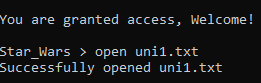 You are granted access, Welcome!
Star_Wars > open uni1.txt
Successfully opened uni1.txt